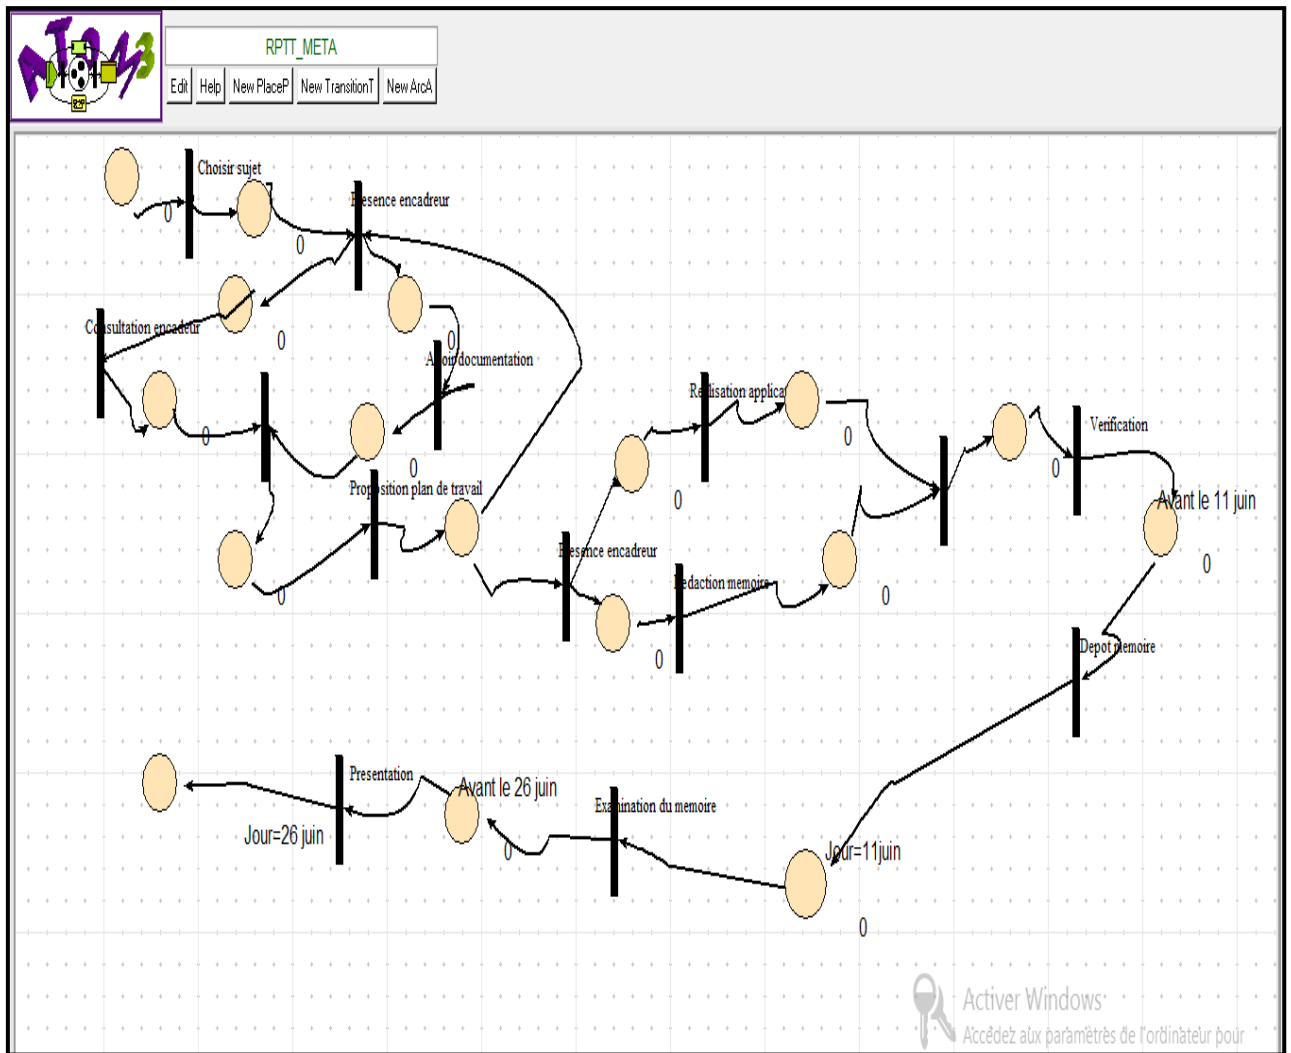 ATOM3
RPTT_META
Edit Help New PlaceP New TransitionT New ArcA
Choisir sujet
0
Presence encadreur
0
0
Consultation encadeur
0
Avoir documentation
0
0
Proposition plan de travail
0
Presence encadreur
Realisation applica
0
0
Redaction memoire
0
0
0
Verification
Avant le 11 juin
0
Depot memoire
Jour=11juin
0
Examination du memoire
Avant le 26 juin
0
Presentation
Jour=26 juin
Activer Windows
Accédez aux paramètres de l'ordinateur pour